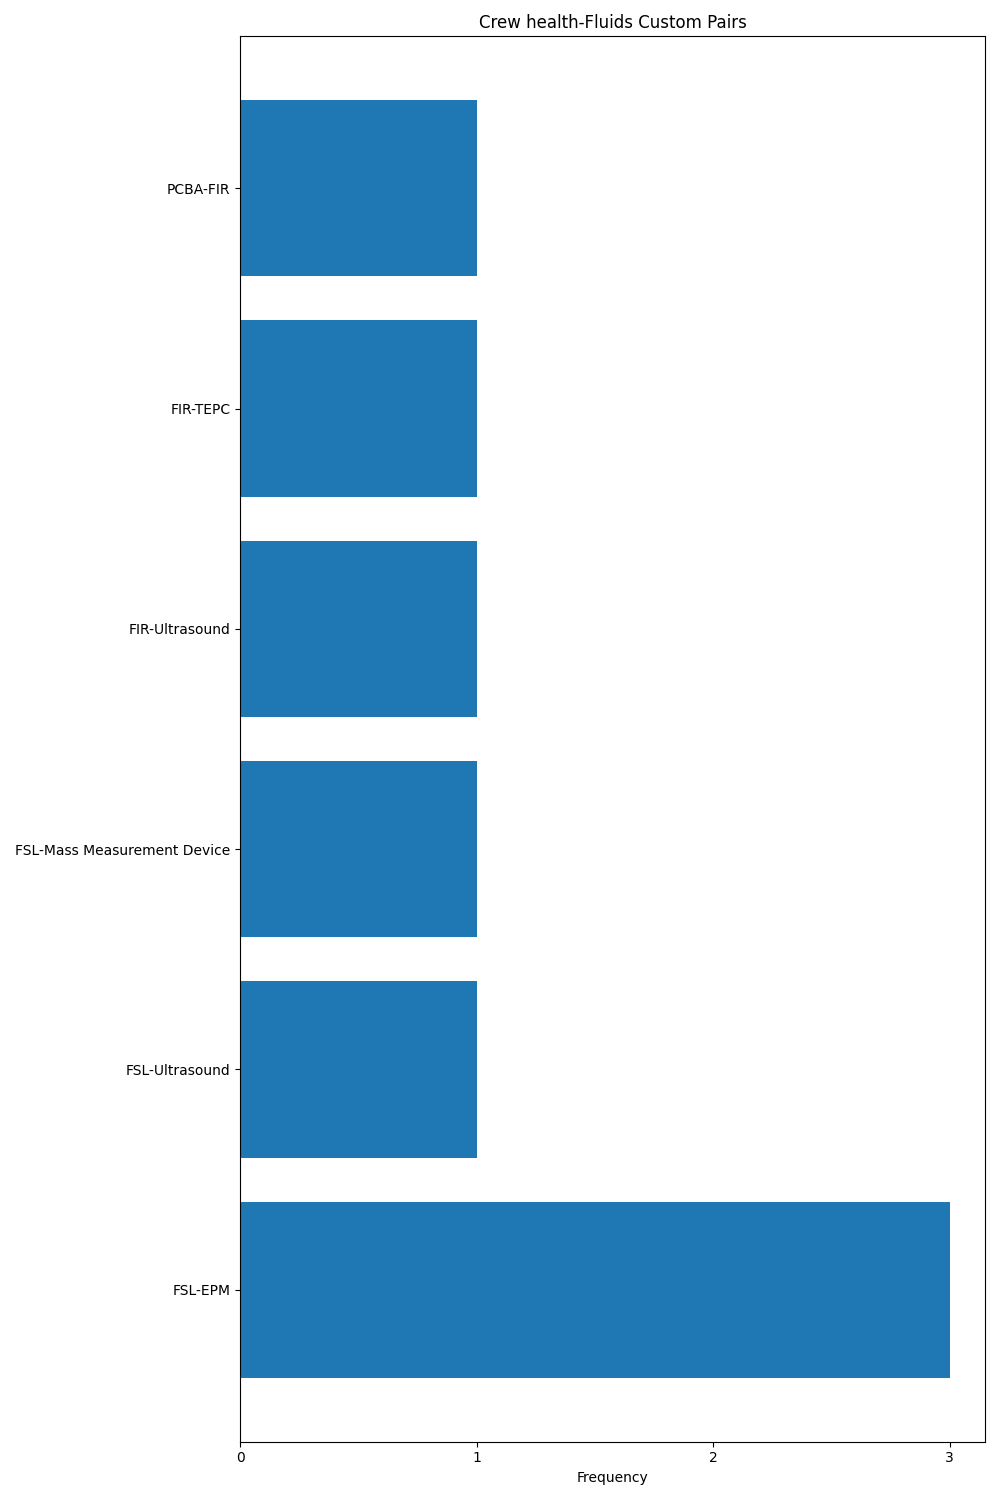 Crew health-Fluids Custom Pairs
PCBA-FIR
FIR-TEPC
FIR-Ultrasound
FSL-Mass Measurement Device
FSL-Ultrasound
FSL-EPM
0 1 2 3
Frequency